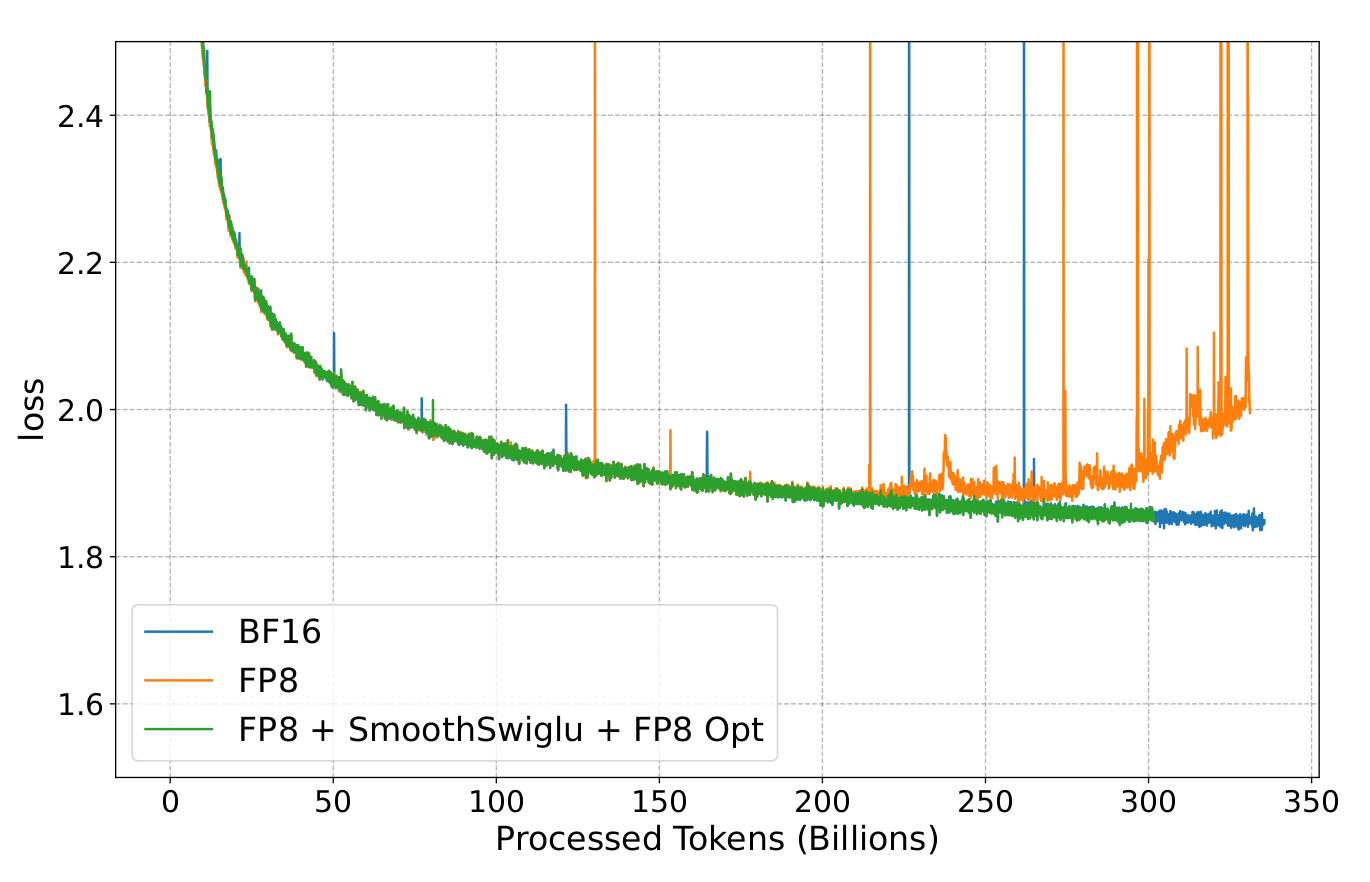 2.4
2.2
2.0
1.8
1.6
loss
BF16
FP8
FP8 + SmoothSwiglu + FP8 Opt
0 50 100 150 200 250 300 350
Processed Tokens (Billions)